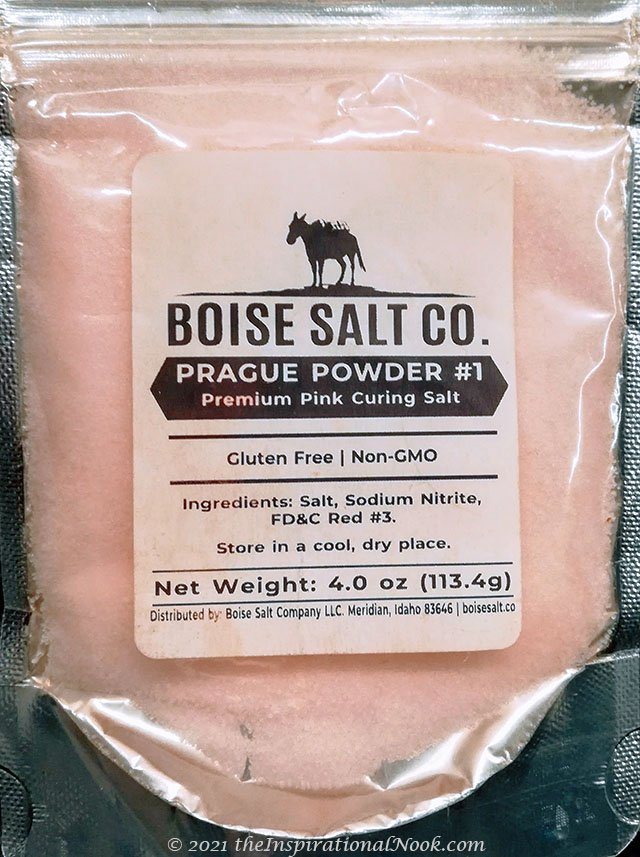 BOISE SALT CO.
PRAGUE POWDER #1
Premium Pink Curing Salt
Gluten Free | Non-GMO
Ingredients: Salt, Sodium Nitrite,
FD&C Red #3.
Store in a cool, dry place.
Net Weight: 4.0 oz (113.4g)
Distributed by: Boise Salt Company LLC. Meridian, Idaho 83646 | boisesalt.co
© 2021 theInspirationalNook.com